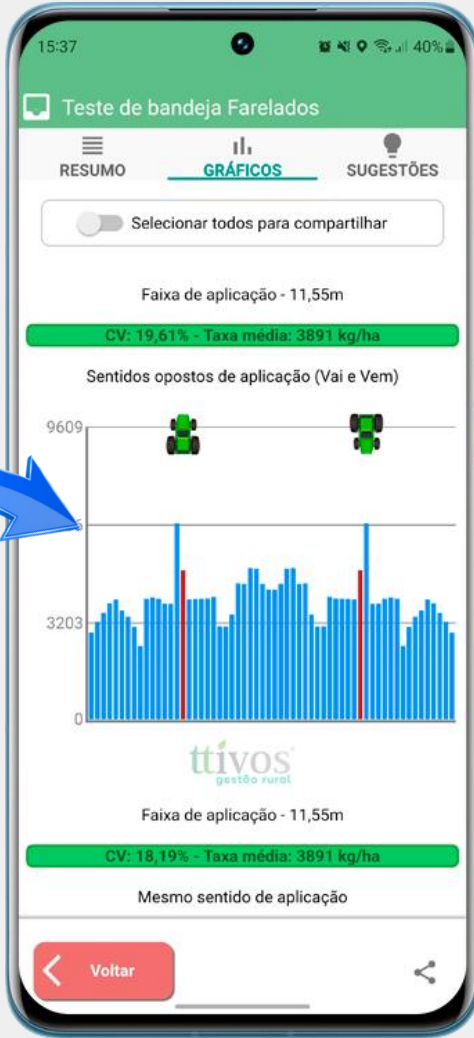 15:37
40%
Teste de bandeja Farelados
RESUMO
GRÁFICOS
SUGESTÕES
Selecionar todos para compartilhar
Faixa de aplicação - 11,55m
CV: 19,61% - Taxa média: 3891 kg/ha
Sentidos opostos de aplicação (Vai e Vem)
9609
3203
0
ttivos
gestão rural
Faixa de aplicação - 11,55m
CV: 18,19% - Taxa média: 3891 kg/ha
Mesmo sentido de aplicação
Voltar